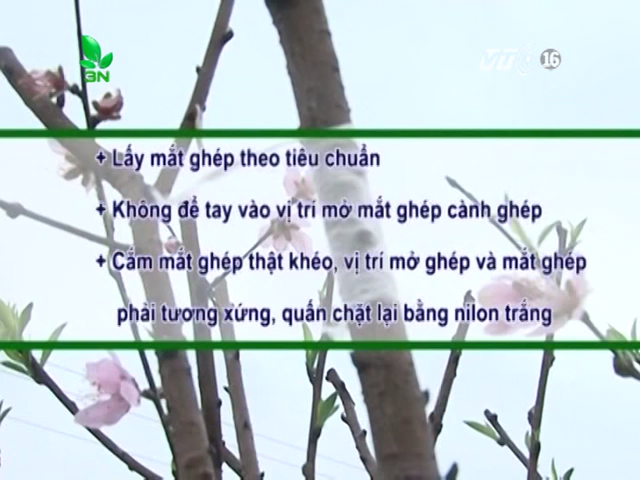 3N
VTC 16
+ Lấy mắt ghép theo tiêu chuẩn
+ Không để tay vào vị trí mở mắt ghép cành ghép
+ Cắm mắt ghép thật khéo, vị trí mở ghép và mắt ghép
phải tương xứng, quấn chặt lại bằng nilon trắng